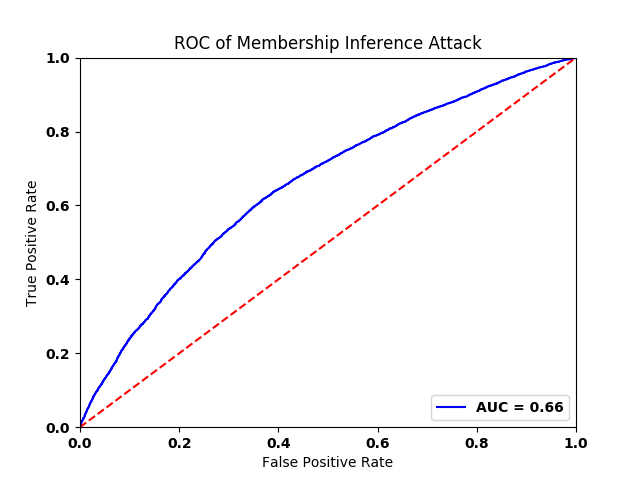 ROC of Membership Inference Attack
True Positive Rate
1.0
0.8
0.6
0.4
0.2
0.0
AUC = 0.66
0.0 0.2 0.4 0.6 0.8 1.0
False Positive Rate